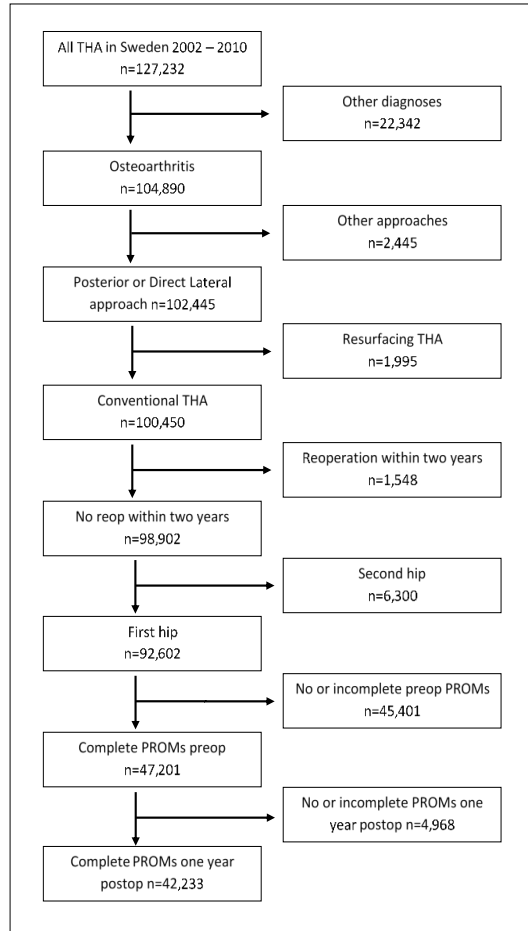 All THA in Sweden 2002 – 2010
n=127,232
Other diagnoses
n=22,342
Osteoarthritis
n=104,890
Other approaches
n=2,445
Posterior or Direct Lateral
approach n=102,445
Resurfacing THA
n=1,995
Conventional THA
n=100,450
Reoperation within two years
n=1,548
No reop within two years
n=98,902
Second hip
n=6,300
First hip
n=92,602
No or incomplete preop PROMs
n=45,401
Complete PROMs preop
n=47,201
No or incomplete PROMs one
year postop n=4,968
Complete PROMs one year
postop n=42,233